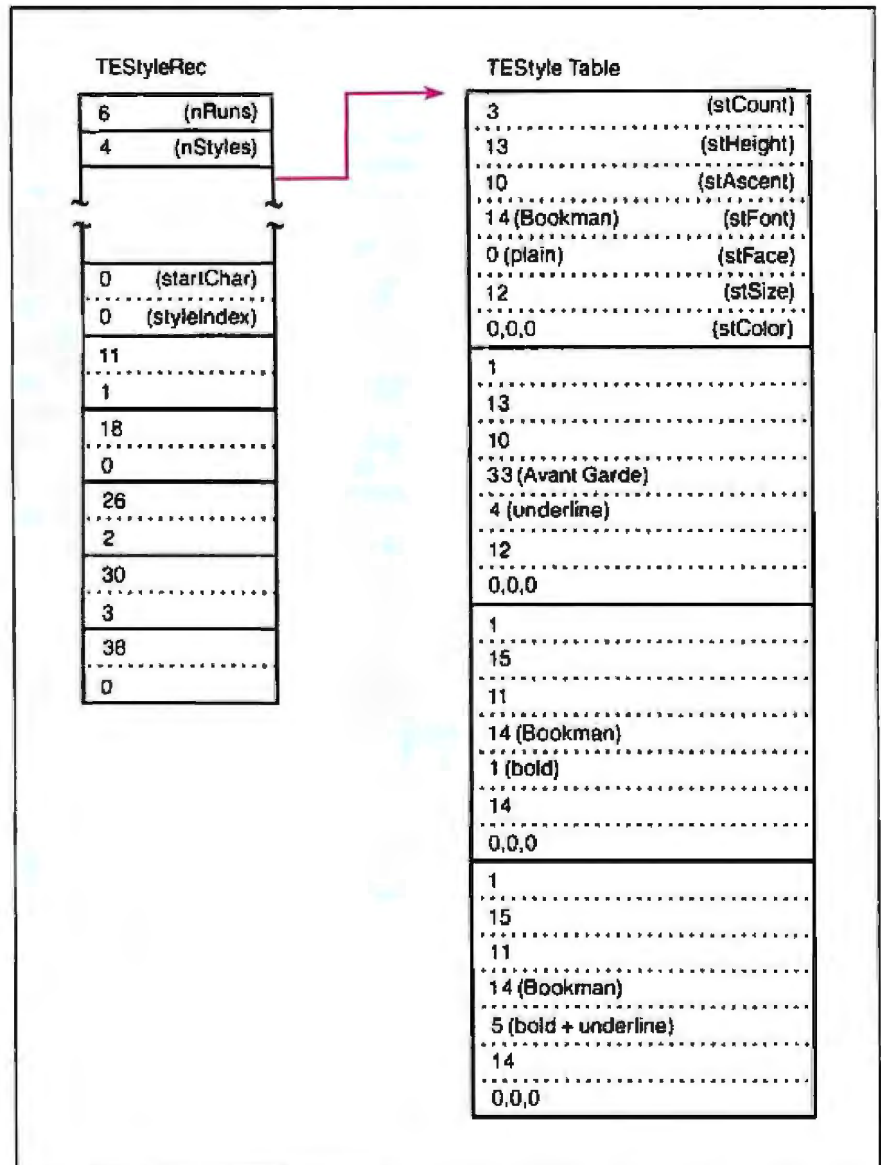 TEStyleRec
6 (nRuns)
4 (nStyles)
0 (startChar)
0 (styleIndex)
11
1
18
0
26
2
30
3
38
0
TEStyle Table
3 (stCount)
13 (stHeight)
10 (stAscent)
14 (Bookman) (stFont)
0 (plain) (stFace)
12 (stSize)
0,0,0 (stColor)
1
13
10
33 (Avant Garde)
4 (underline)
12
0,0,0
1
15
11
14 (Bookman)
1 (bold)
14
0,0,0
1
15
11
14 (Bookman)
5 (bold + underline)
14
0,0,0